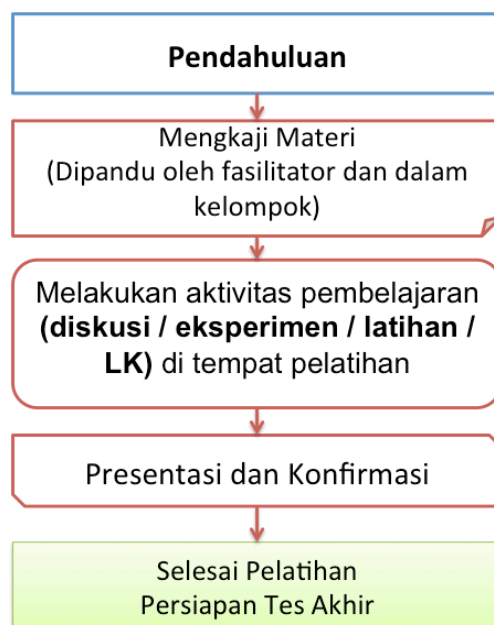 Pendahuluan
Mengkaji Materi
(Dipandu oleh fasilitator dan dalam
kelompok)
Melakukan aktivitas pembelajaran
(diskusi / eksperimen / latihan /
LK) di tempat pelatihan
Presentasi dan Konfirmasi
Selesai Pelatihan
Persiapan Tes Akhir